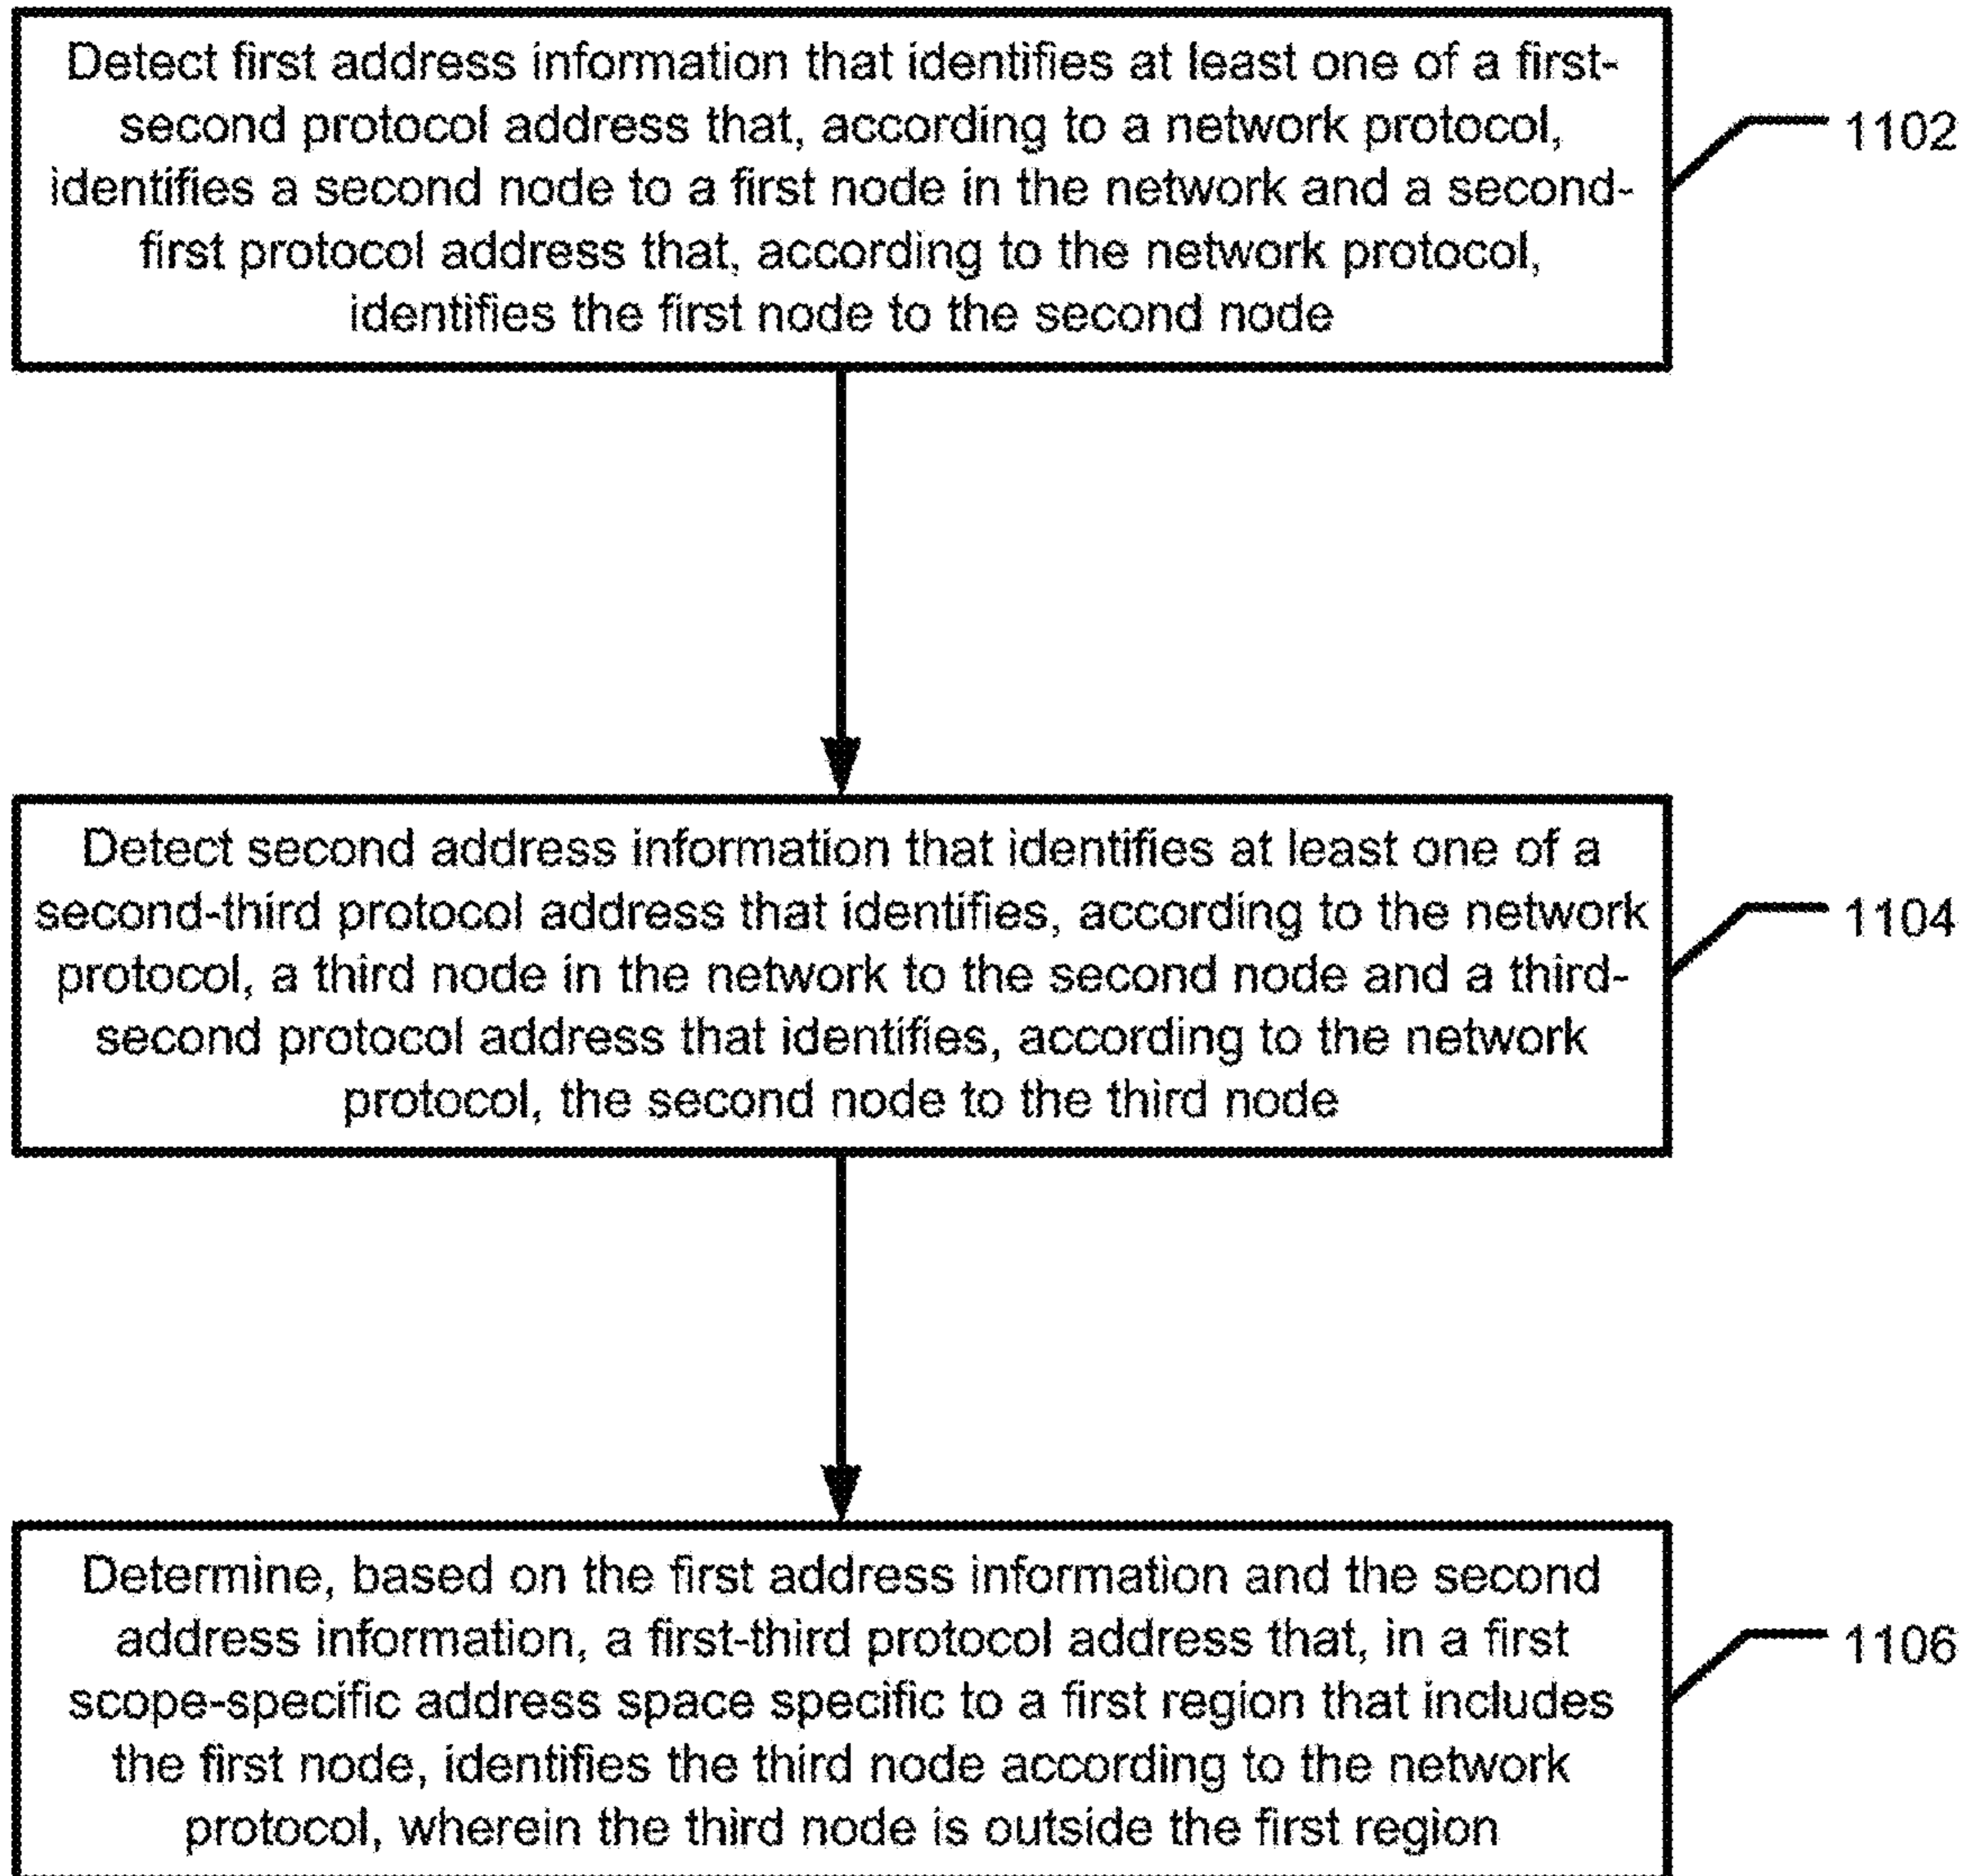 Detect first address information that identifies at least one of a first-
second protocol address that, according to a network protocol,
identifies a second node to a first node in the network and a second-
first protocol address that, according to the network protocol,
identifies the first node to the second node
1102
Detect second address information that identifies at least one of a
second-third protocol address that identifies, according to the network
protocol, a third node in the network to the second node and a third-
second protocol address that identifies, according to the network
protocol, the second node to the third node
1104
Determine, based on the first address information and the second
address information, a first-third protocol address that, in a first
scope-specific address space specific to a first region that includes
the first node, identifies the third node according to the network
protocol, wherein the third node is outside the first region
1106